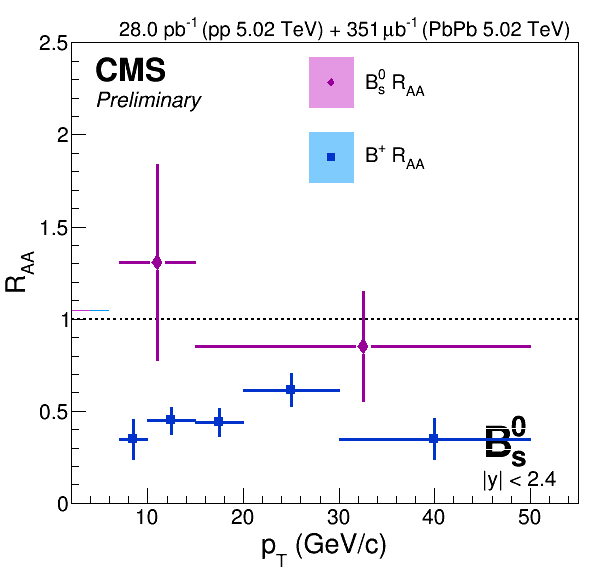 28.0 pb⁻¹ (pp 5.02 TeV) + 351 μb⁻¹ (PbPb 5.02 TeV)
CMS
Preliminary
B⁰ₛ R_AA
B⁺ R_AA
R_AA
2.5
2
1.5
1
0.5
0
B⁰ₛ
|y| < 2.4
10 20 30 40 50
p_T (GeV/c)